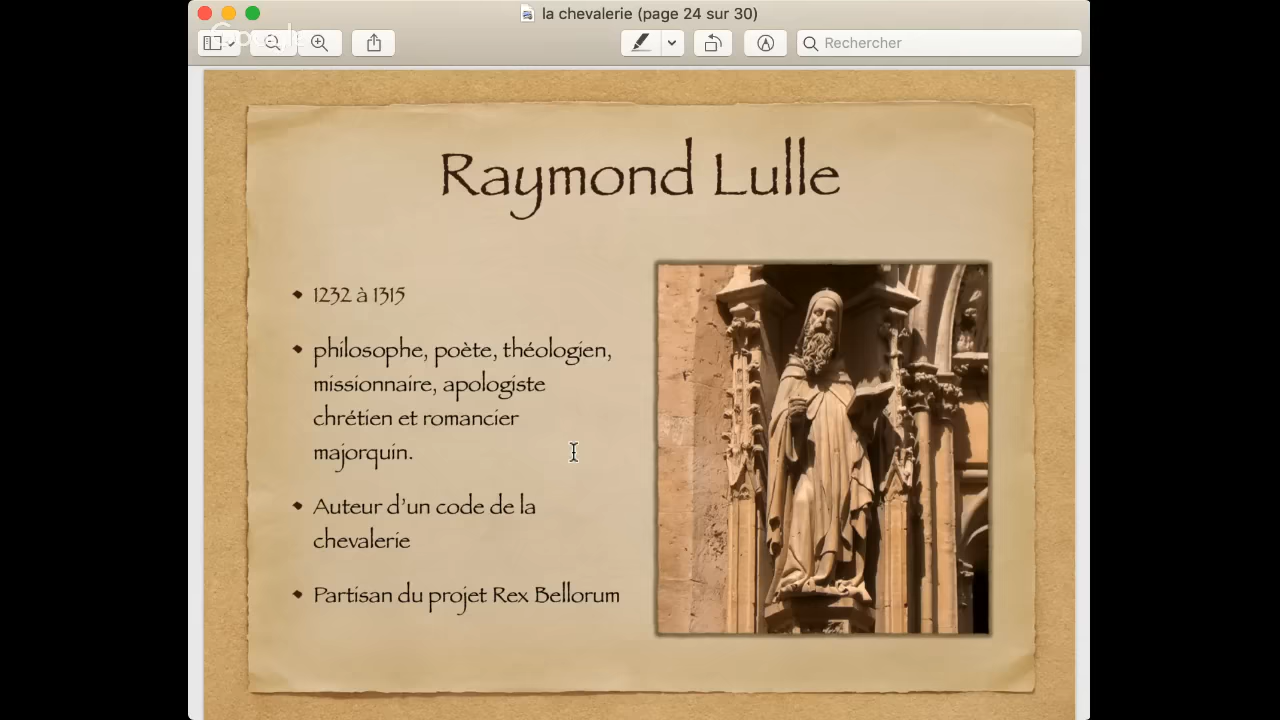 la chevalerie (page 24 sur 30)
Google
Rechercher
Raymond Lulle
1232 à 1315
philosophe, poète, théologien,
missionnaire, apologiste
chrétien et romancier
majorquin.
Auteur d'un code de la
chevalerie
Partisan du projet Rex Bellorum